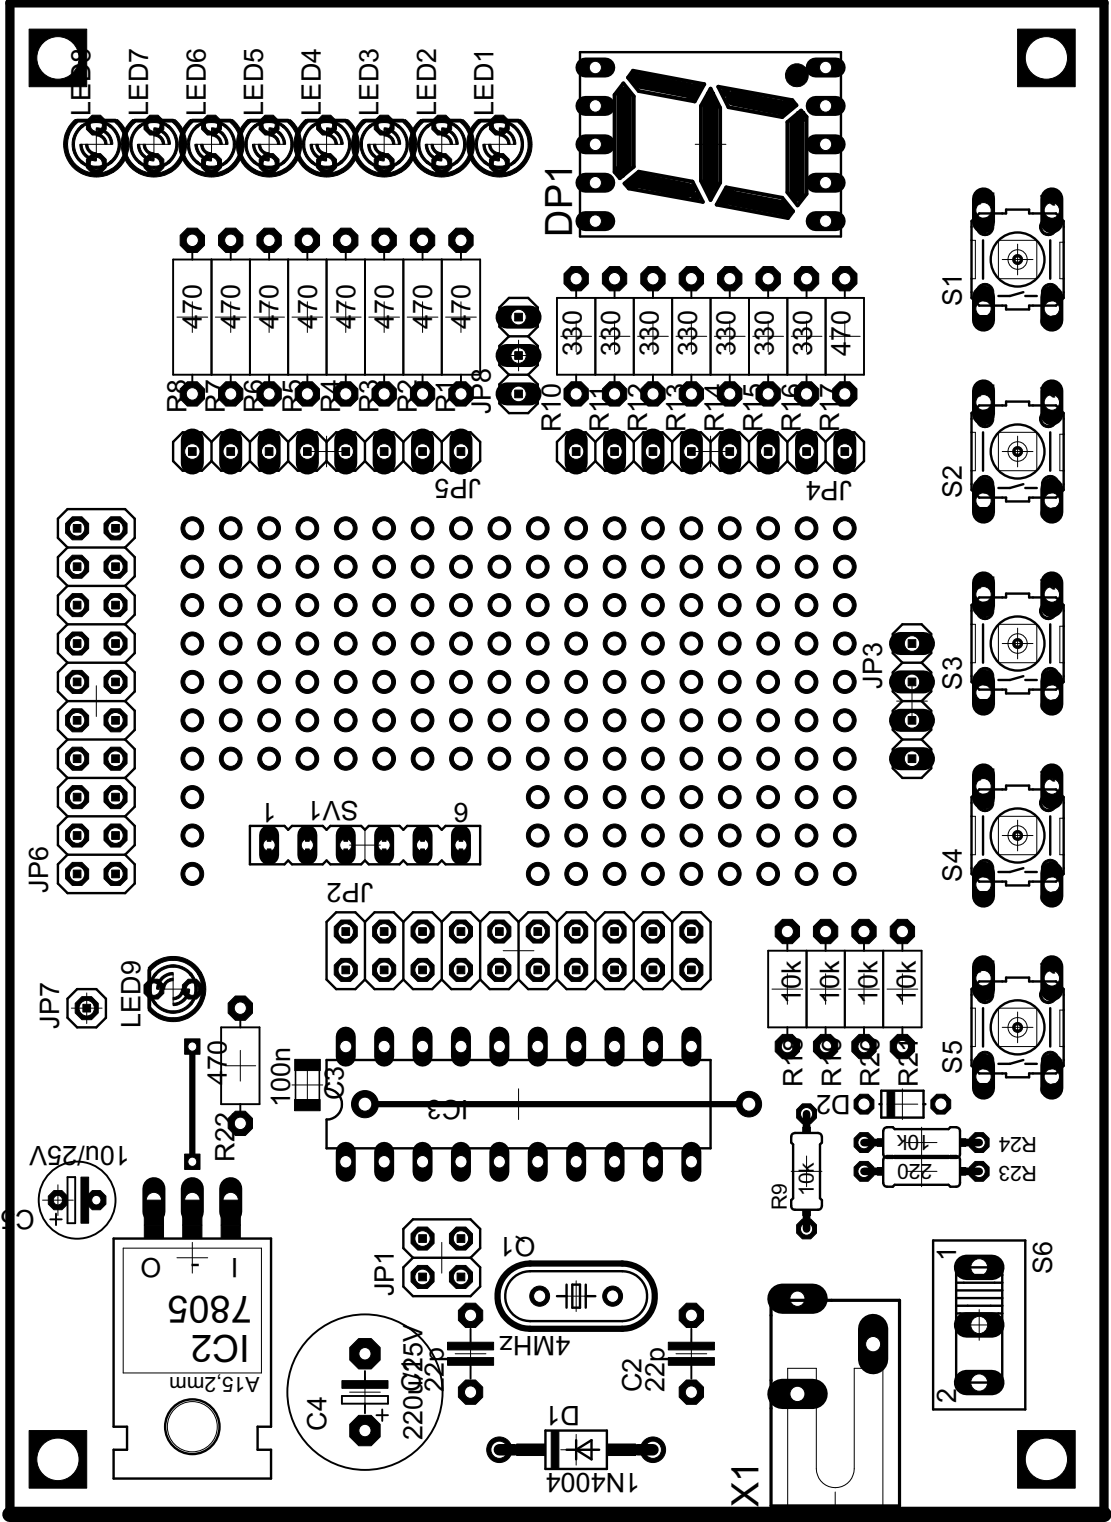 LED8
LED7
LED6
LED5
LED4
LED3
LED2
LED1
DP1
S1
470
470
470
470
470
470
470
470
330
330
330
330
330
330
330
470
R8
R7
R6
R5
R4
R3
R2
R1
JP8
R10
R11
R12
R13
R14
R15
R16
R17
JP5
JP4
S2
JP3
S3
1
SV1
6
JP6
JP2
S4
JP7
LED9
10k
10k
10k
10k
470
R22
100n
C3
IC3
R18
R19
R20
R21
S5
D2
10u/25V
C5
+
R9
10k
10k
R24
220
R23
O
-
I
7805
IC2
A15,2mm
JP1
Q1
4MHz
1
S6
2
C4
+
2200u/25V
C1
22p
C2
22p
D1
1N4004
X1